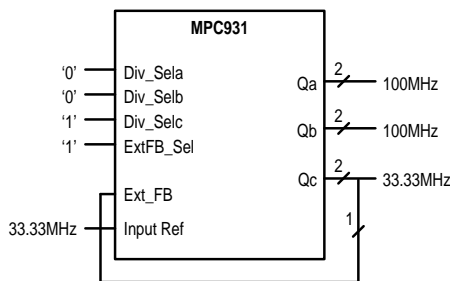 MPC931
‘0’ Div_Sela
‘0’ Div_Selb
‘1’ Div_Selc
‘1’ ExtFB_Sel
Ext_FB
33.33MHz Input Ref
Qa 2 100MHz
Qb 2 100MHz
Qc 2 33.33MHz
1